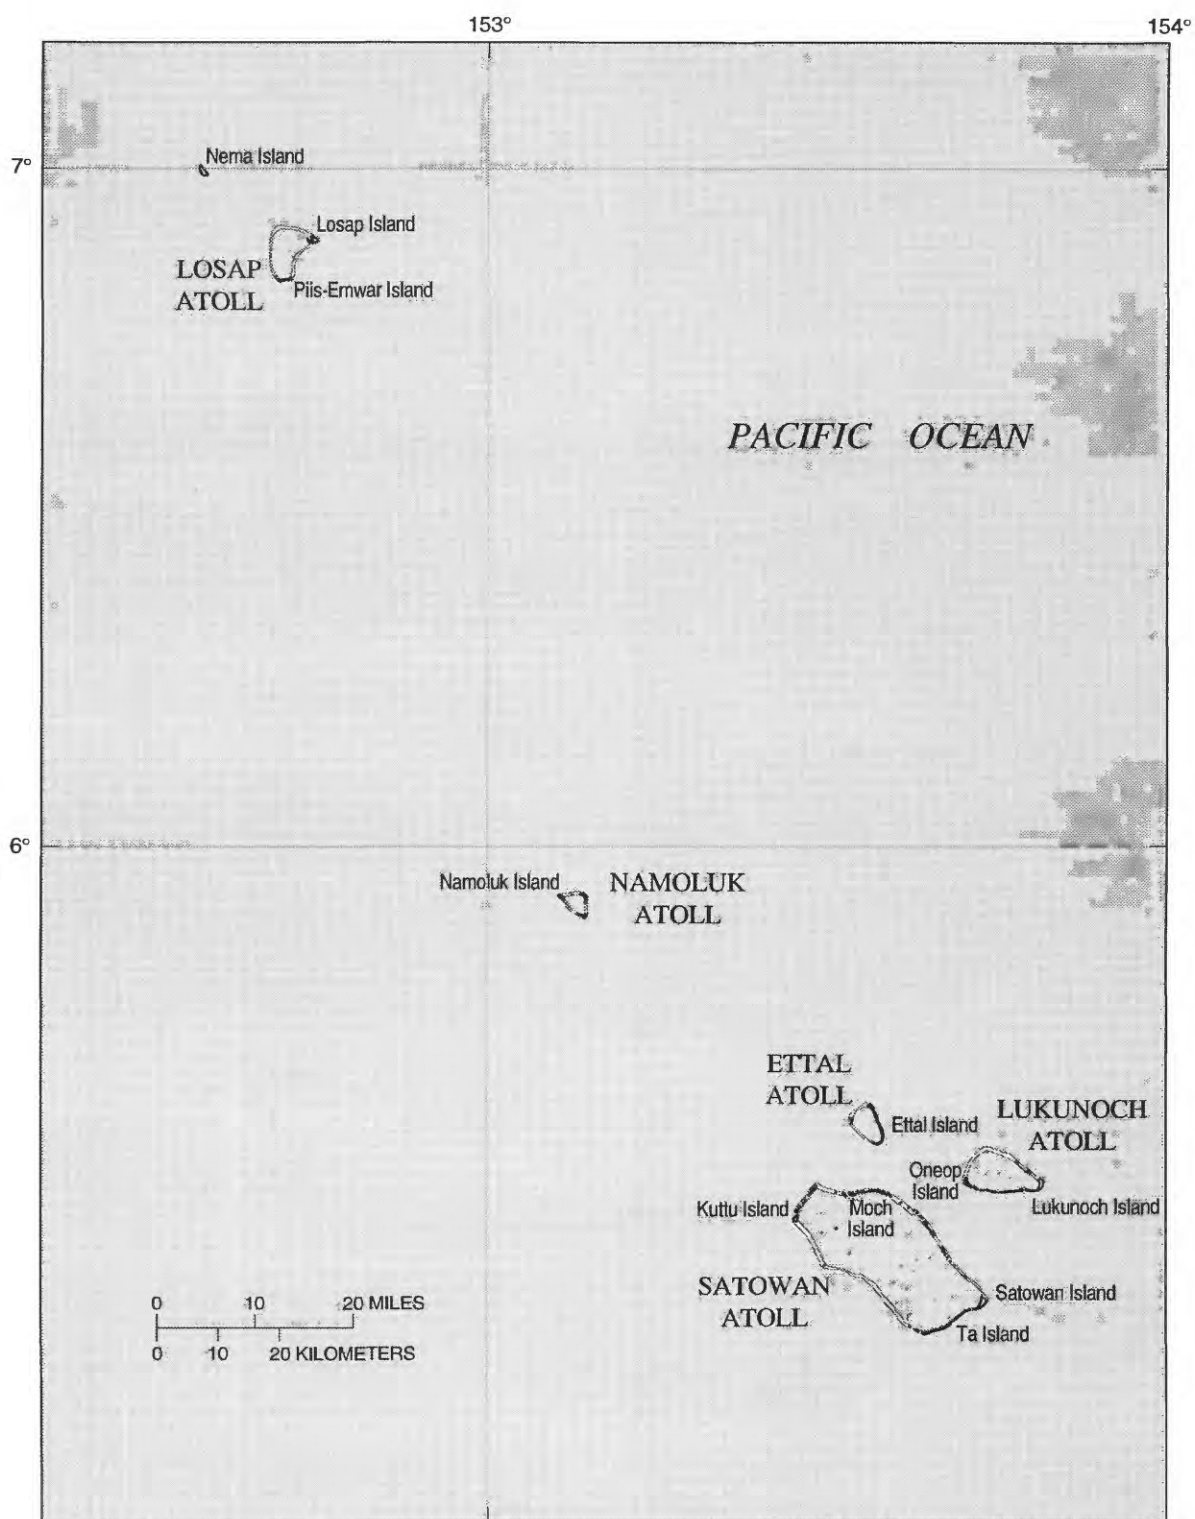 153°
154°
7°
Nema Island
Losap Island
LOSAP
ATOLL
Piis-Emwar Island
PACIFIC OCEAN
6°
Namoluk Island
NAMOLUK
ATOLL
ETTAL
ATOLL
Ettal Island
LUKUNOCH
ATOLL
Oneop
Island
Lukunoch Island
Kuttu Island
Moch
Island
SATOWAN
ATOLL
Satowan Island
Ta Island
0 10 20 MILES
0 10 20 KILOMETERS